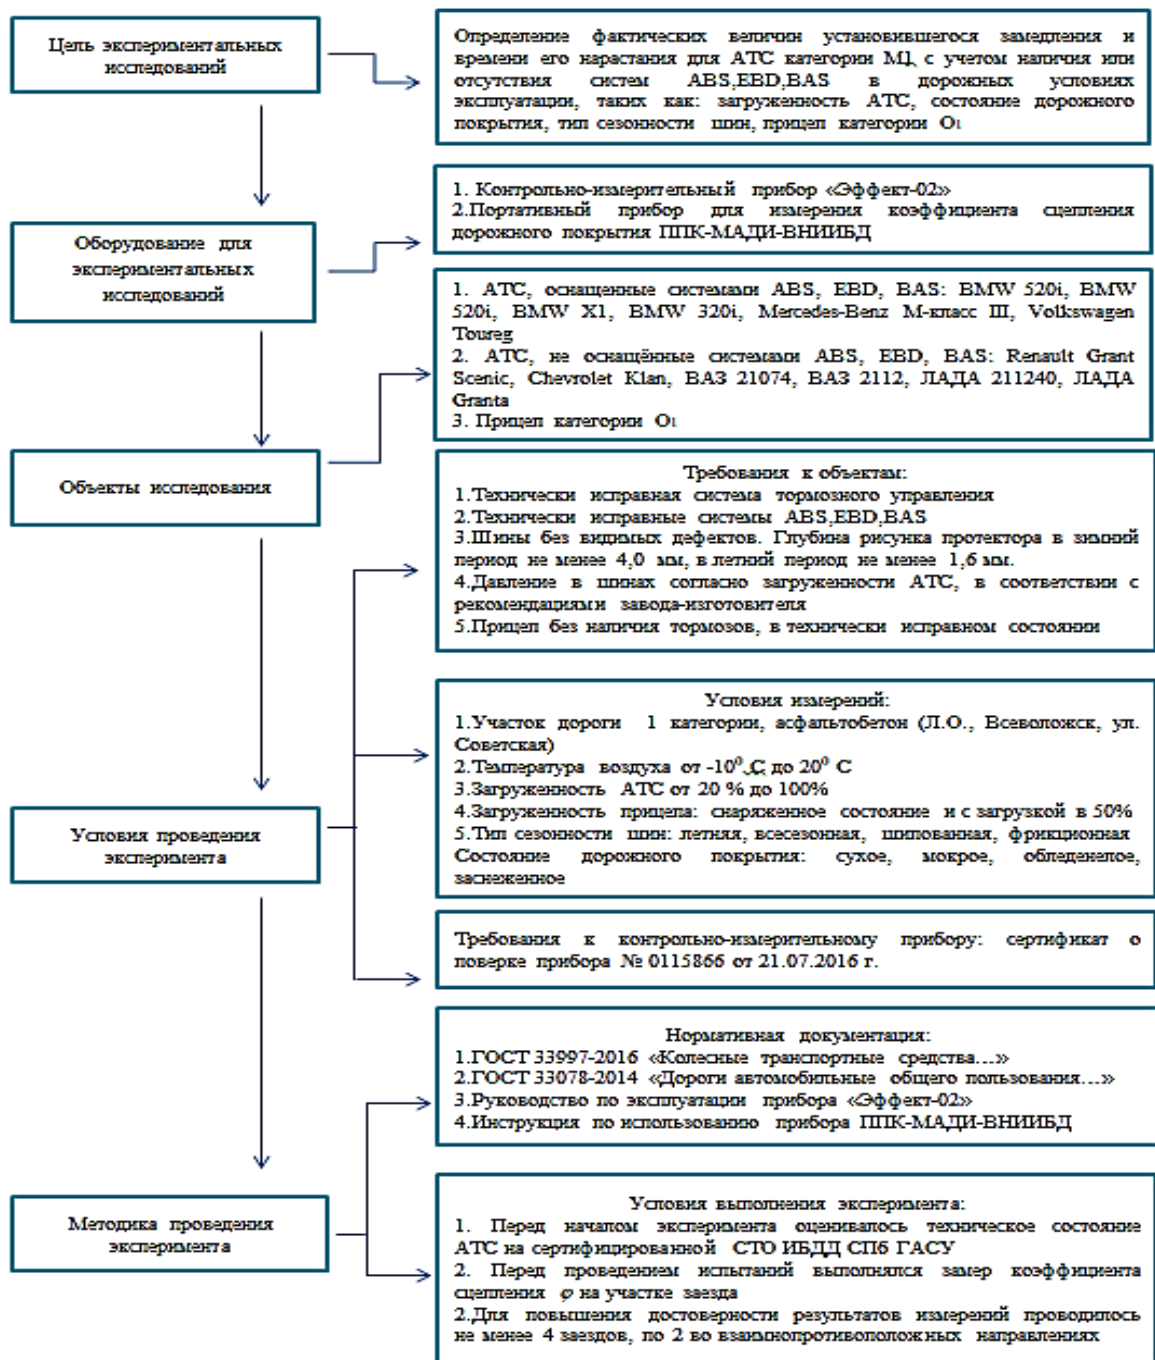 Цель экспериментальных
исследований
Определение фактических величин установившегося замедления и
времени его нарастания для АТС категории М1, с учетом наличия или
отсутствия систем ABS,EBD,BAS в дорожных условиях
эксплуатации, таких как: загруженность АТС, состояние дорожного
покрытия, тип сезонности шин, прицеп категории О1
Оборудование для
экспериментальных
исследований
1. Контрольно-измерительный прибор «Эффект-02»
2.Портативный прибор для измерения коэффициента сцепления
дорожного покрытия ППК-МАДИ-ВНИИБД
Объекты исследования
1. АТС, оснащенные системами ABS, EBD, BAS: BMW 520i, BMW
520i, BMW X1, BMW 320i, Mercedes-Benz М-класс III, Volkswagen
Toureg
2. АТС, не оснащённые системами ABS, EBD, BAS: Renault Grant
Scenic, Chevrolet Klan, ВАЗ 21074, ВАЗ 2112, ЛАДА 211240, ЛАДА
Granta
3. Прицеп категории О1
Условия проведения
эксперимента
Требования к объектам:
1.Технически исправная система тормозного управления
2.Технически исправные системы ABS,EBD,BAS
3.Шины без видимых дефектов. Глубина рисунка протектора в зимний
период не менее 4,0 мм, в летний период не менее 1,6 мм.
4.Давление в шинах согласно загруженности АТС, в соответствии с
рекомендациями завода-изготовителя
5.Прицеп без наличия тормозов, в технически исправном состоянии
Условия измерений:
1.Участок дороги 1 категории, асфальтобетон (Л.О., Всеволожск, ул.
Советская)
2.Температура воздуха от -10⁰ С до 20⁰ С
3.Загруженность АТС от 20 % до 100%
4.Загруженность прицепа: снаряженное состояние и с загрузкой в 50%
5.Тип сезонности шин: летняя, всесезонная, шипованная, фрикционная
Состояние дорожного покрытия: сухое, мокрое, обледенелое,
заснеженное
Требования к контрольно-измерительному прибору: сертификат о
поверке прибора № 0115866 от 21.07.2016 г.
Методика проведения
эксперимента
Нормативная документация:
1.ГОСТ 33997-2016 «Колесные транспортные средства...»
2.ГОСТ 33078-2014 «Дороги автомобильные общего пользования...»
3.Руководство по эксплуатации прибора «Эффект-02»
4.Инструкция по использованию прибора ППК-МАДИ-ВНИИБД
Условия выполнения эксперимента:
1. Перед началом эксперимента оценивалось техническое состояние
АТС на сертифицированной СТО ИБДД СПб ГАСУ
2. Перед проведением испытаний выполнялся замер коэффициента
сцепления φ на участке заезда
2.Для повышения достоверности результатов измерений проводилось
не менее 4 заездов, по 2 во взаимнопротивоположных направлениях